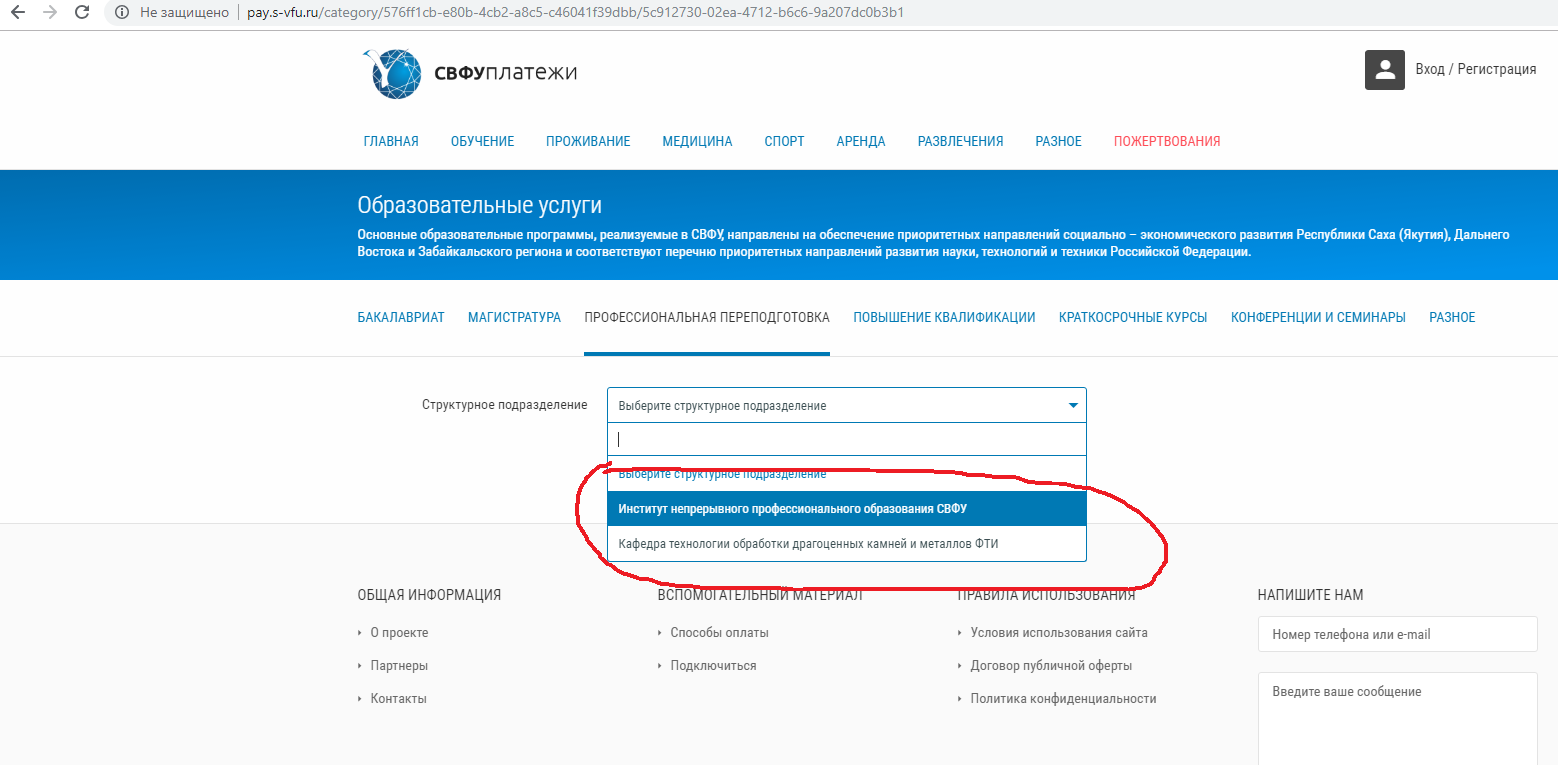 Не защищено | pay.s-vfu.ru/category/576ff1cb-e80b-4cb2-a8c5-c46041f39dbb/5c912730-02ea-4712-b6c6-9a207dc0b3b1
СВФУплатежи
Вход / Регистрация
ГЛАВНАЯ ОБУЧЕНИЕ ПРОЖИВАНИЕ МЕДИЦИНА СПОРТ АРЕНДА РАЗВЛЕЧЕНИЯ РАЗНОЕ ПОЖЕРТВОВАНИЯ
Образовательные услуги
Основные образовательные программы, реализуемые в СВФУ, направлены на обеспечение приоритетных направлений социально – экономического развития Республики Саха (Якутия), Дальнего
Востока и Забайкальского региона и соответствуют перечню приоритетных направлений развития науки, технологий и техники Российской Федерации.
БАКАЛАВРИАТ МАГИСТРАТУРА ПРОФЕССИОНАЛЬНАЯ ПЕРЕПОДГОТОВКА ПОВЫШЕНИЕ КВАЛИФИКАЦИИ КРАТКОСРОЧНЫЕ КУРСЫ КОНФЕРЕНЦИИ И СЕМИНАРЫ РАЗНОЕ
Структурное подразделение Выберите структурное подразделение
Выберите структурное подразделение
Институт непрерывного профессионального образования СВФУ
Кафедра технологии обработки драгоценных камней и металлов ФТИ
ОБЩАЯ ИНФОРМАЦИЯ
О проекте
Партнеры
Контакты
ВСПОМОГАТЕЛЬНЫЙ МАТЕРИАЛ
Способы оплаты
Подключиться
ПРАВИЛА ИСПОЛЬЗОВАНИЯ
Условия использования сайта
Договор публичной оферты
Политика конфиденциальности
НАПИШИТЕ НАМ
Номер телефона или e-mail
Введите ваше сообщение